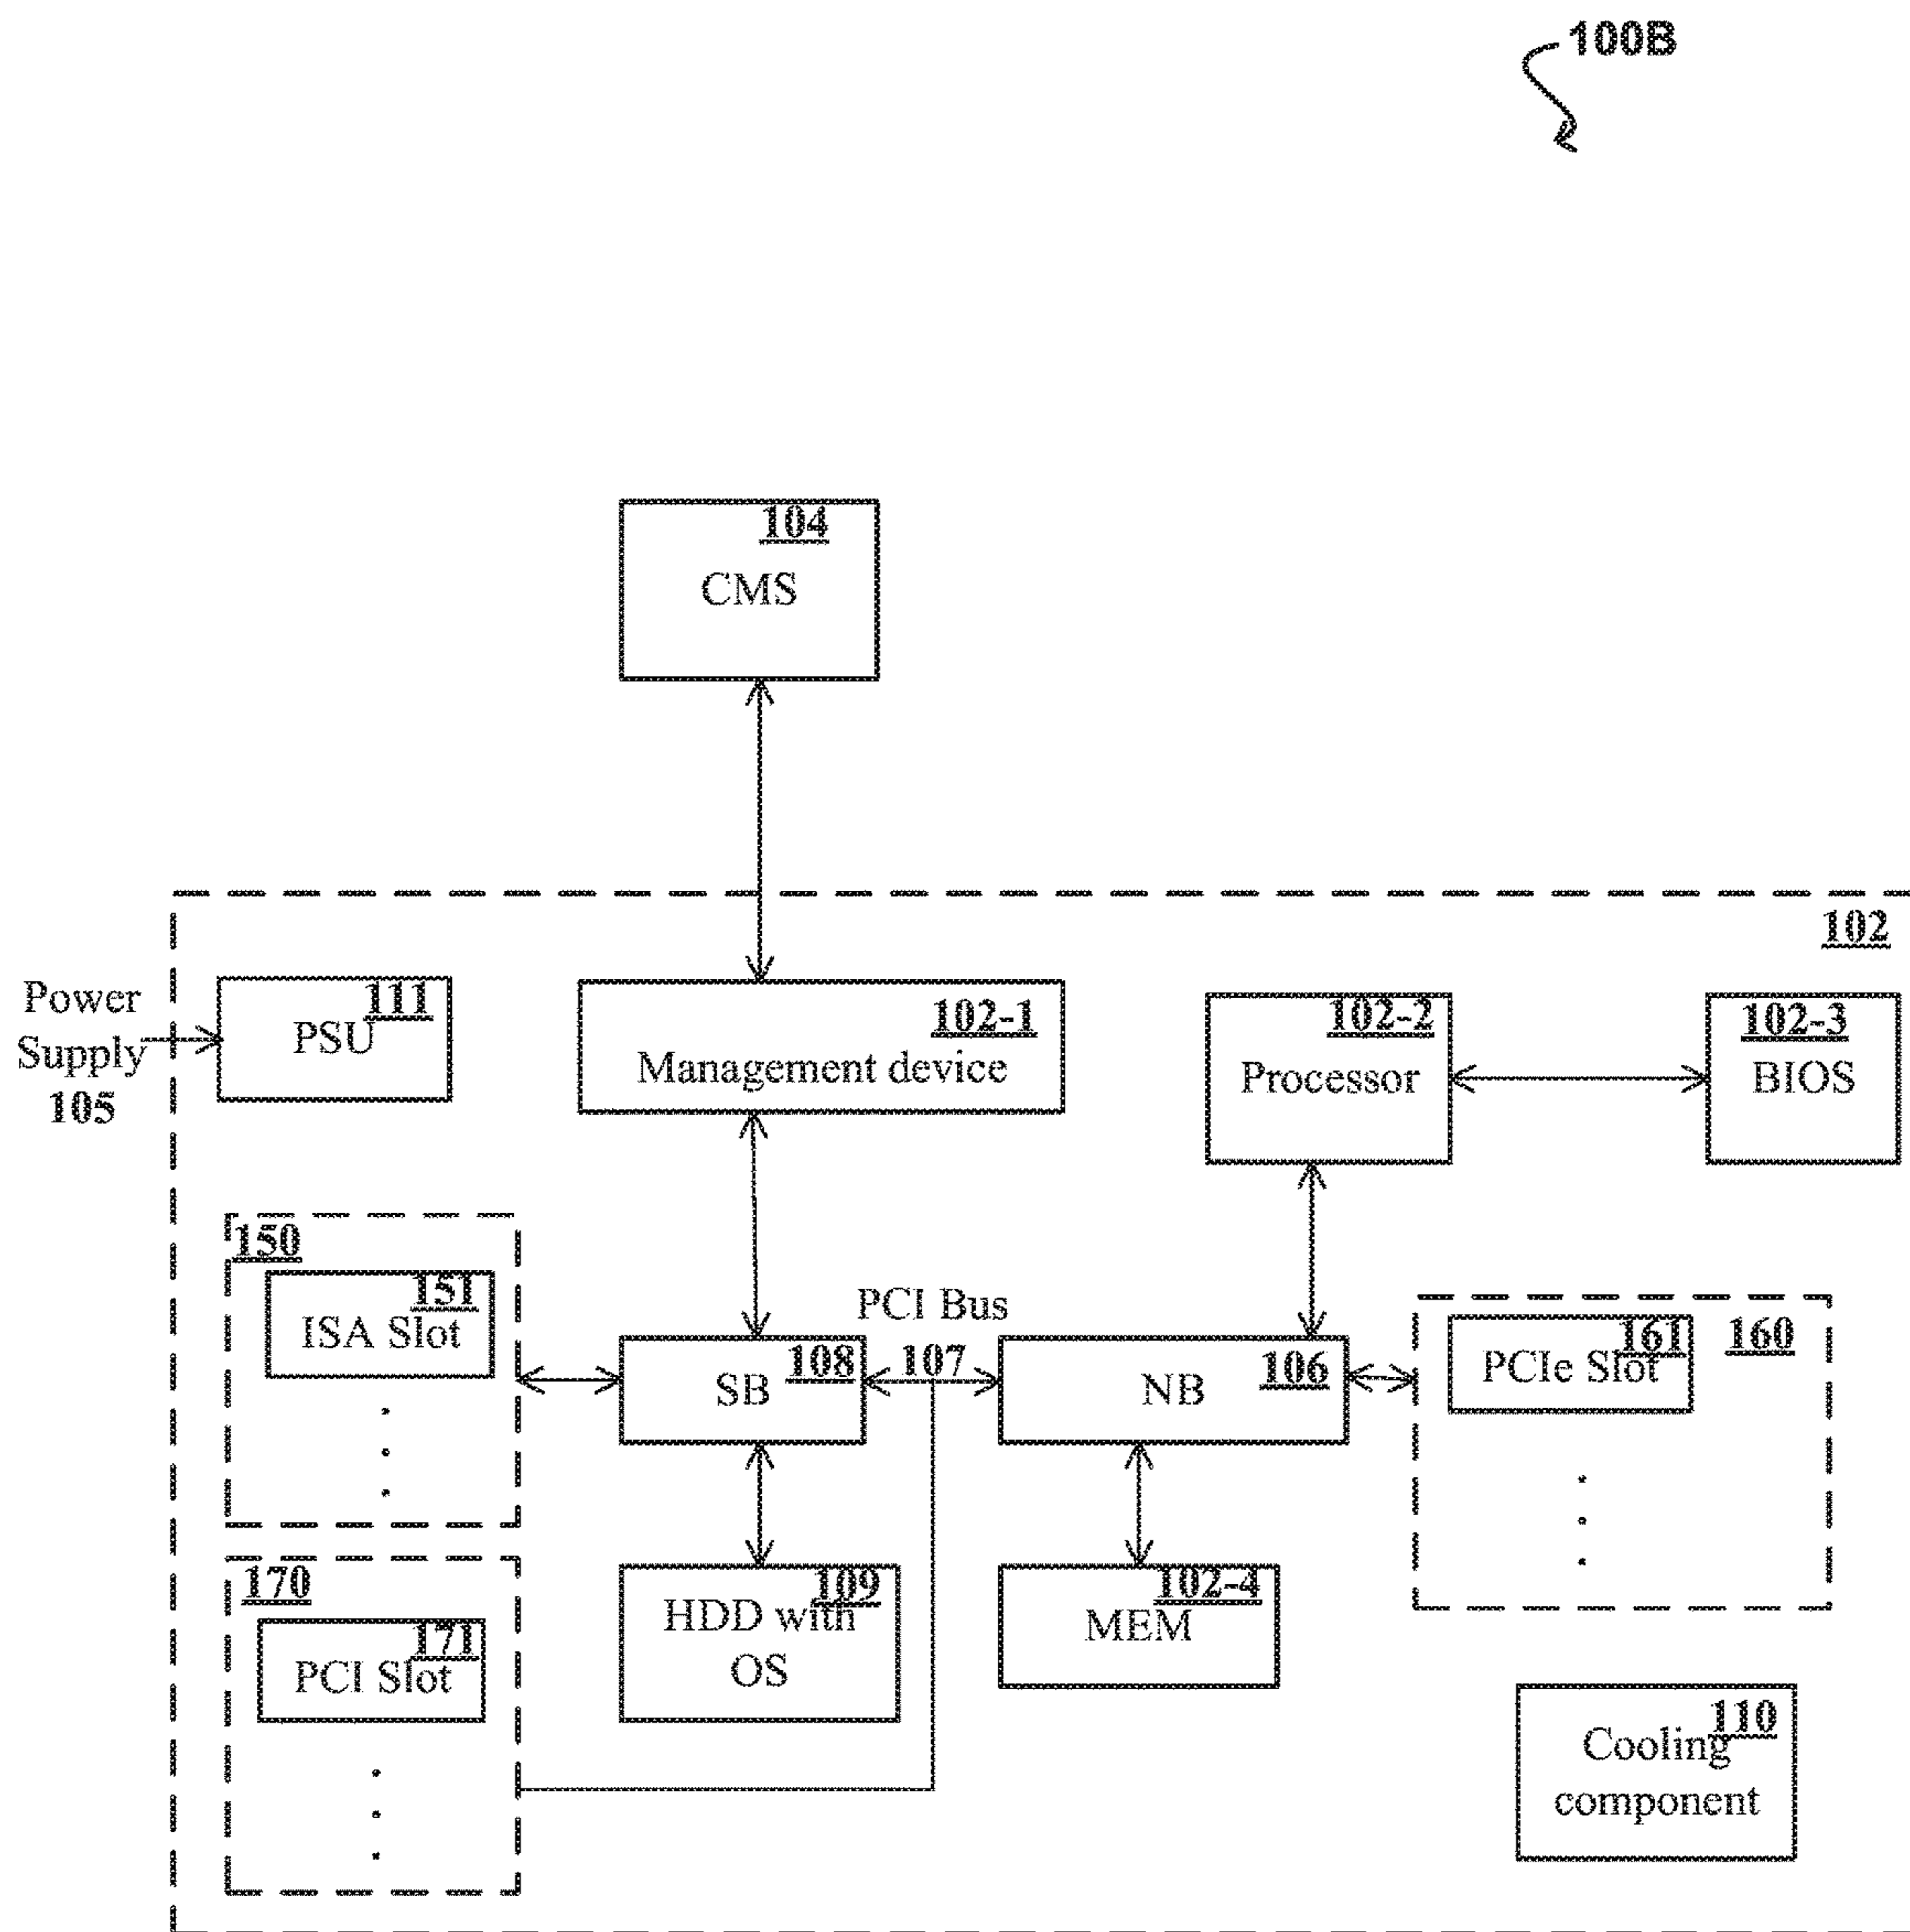 100B
104
CMS
102
Power
Supply
105
111
PSU
102-1
Management device
102-2
Processor
102-3
BIOS
150
151
ISA Slot
PCI Bus
107
108
SB
106
NB
161
PCIe Slot
160
170
171
PCI Slot
109
HDD with
OS
102-4
MEM
110
Cooling
component